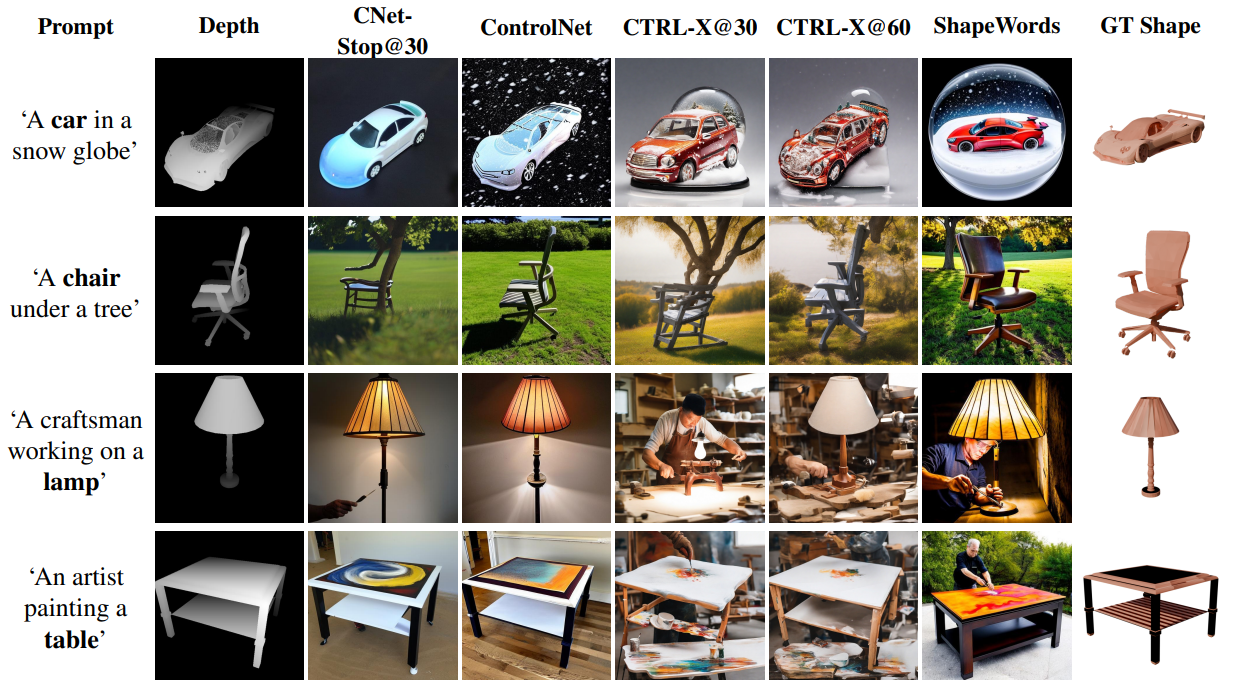 Prompt
Depth
CNet-
Stop@30
ControlNet
CTRL-X@30
CTRL-X@60
ShapeWords
GT Shape
‘A car in a
snow globe’
‘A chair
under a tree’
‘A craftsman
working on a
lamp’
‘An artist
painting a
table’